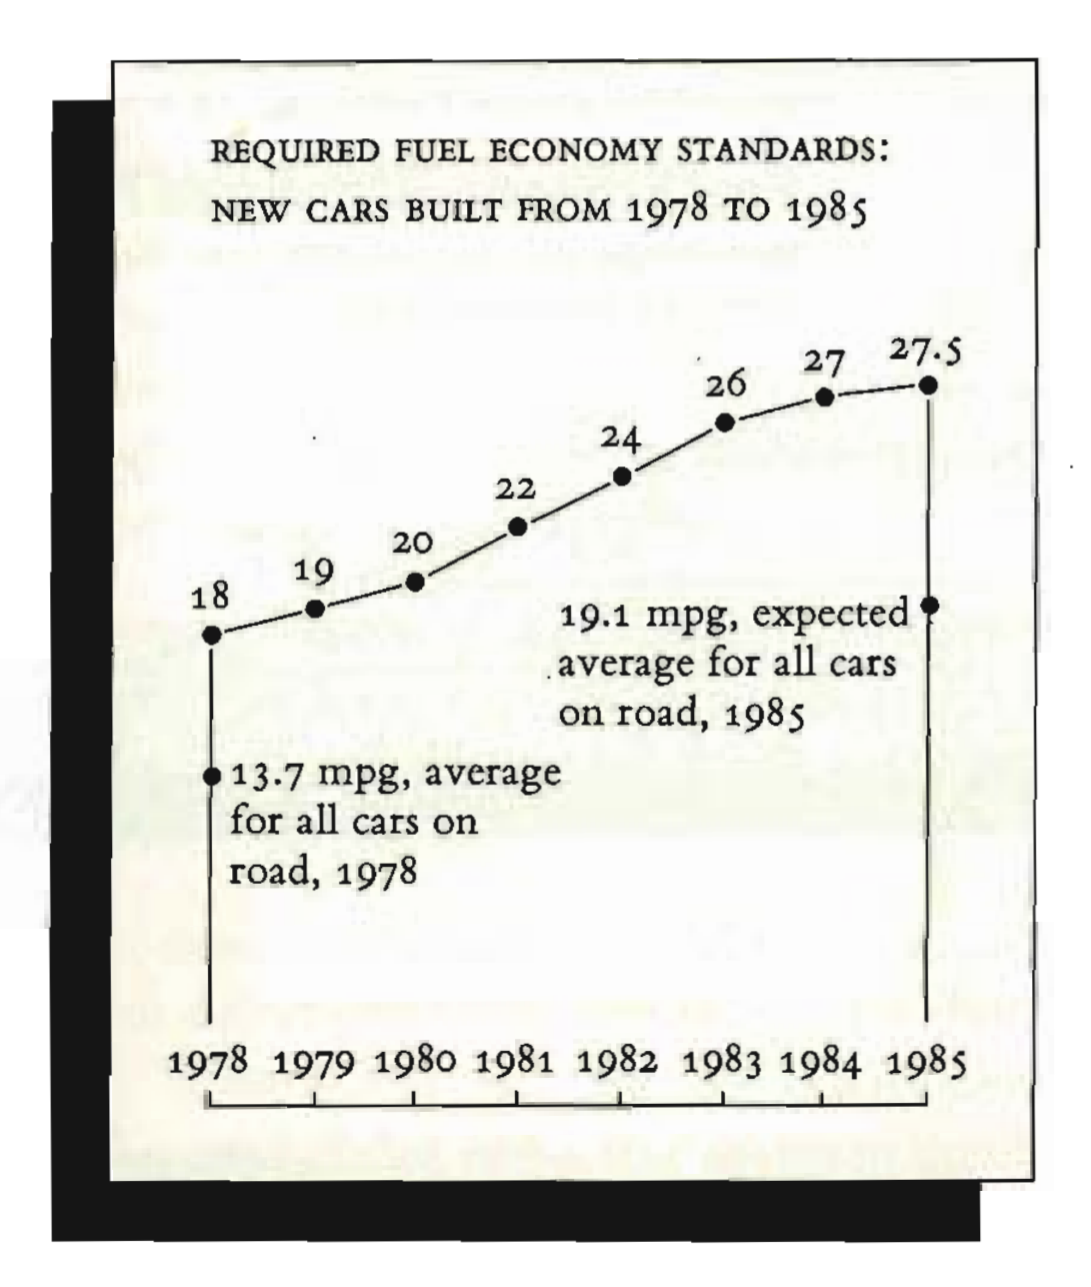 REQUIRED FUEL ECONOMY STANDARDS:
NEW CARS BUILT FROM 1978 TO 1985
27.5
27
26
24
22
20
19
18
19.1 mpg, expected
average for all cars
on road, 1985
13.7 mpg, average
for all cars on
road, 1978
1978 1979 1980 1981 1982 1983 1984 1985